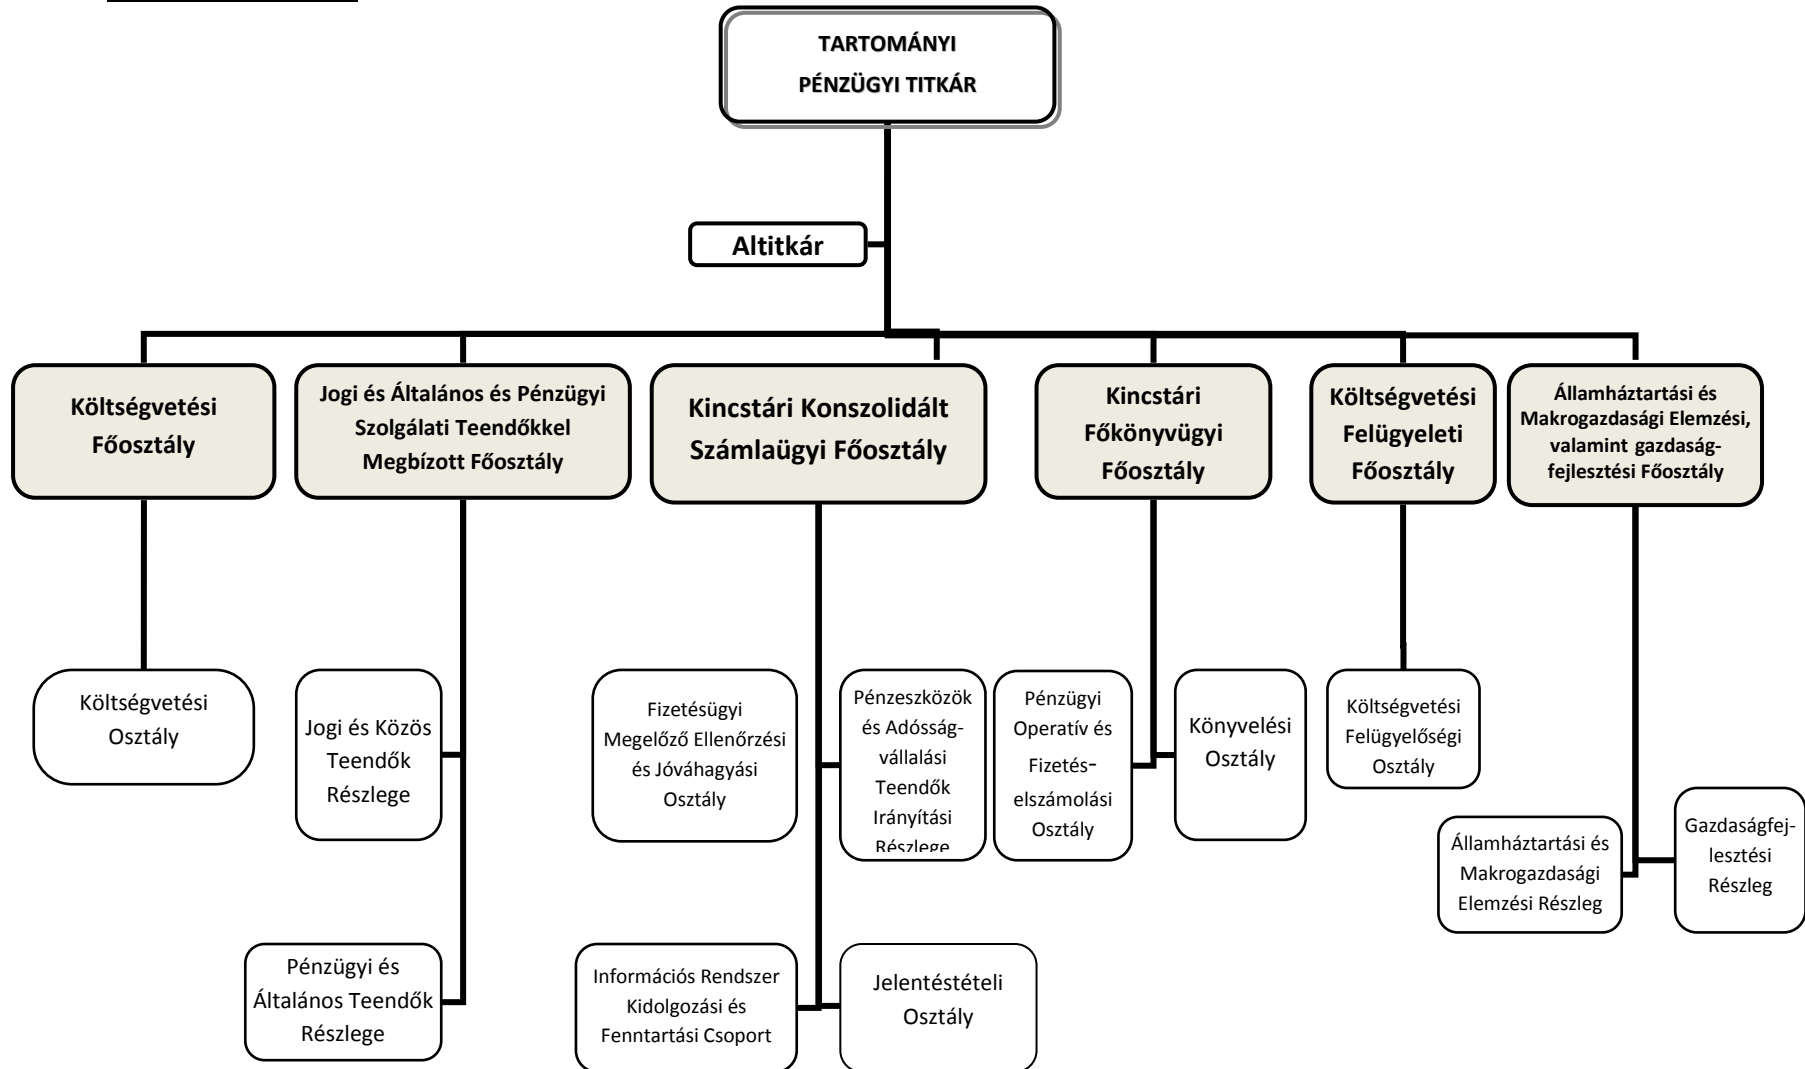 TARTOMÁNYI
PÉNZÜGYI TITKÁR
Altitkár
Költségvetési
Főosztály
Jogi és Általános és Pénzügyi
Szolgálati Teendőkkel
Megbízott Főosztály
Kincstári Konszolidált
Számlaügyi Főosztály
Kincstári
Főkönyvügyi
Főosztály
Költségvetési
Felügyeleti
Főosztály
Államháztartási és
Makrogazdasági Elemzési,
valamint gazdaság-
fejlesztési Főosztály
Költségvetési
Osztály
Jogi és Közös
Teendők
Részlege
Fizetésügyi
Megelőző Ellenőrzési
és Jóváhagyási
Osztály
Pénzeszközök
és Adósság-
vállalási
Teendők
Irányítási
Részlege
Pénzügyi
Operatív és
Fizetés-
elszámolási
Osztály
Könyvelési
Osztály
Költségvetési
Felügyelőségi
Osztály
Államháztartási és
Makrogazdasági
Elemzési Részleg
Gazdaságfej-
lesztési
Részleg
Pénzügyi és
Általános Teendők
Részlege
Információs Rendszer
Kidolgozási és
Fenntartási Csoport
Jelentéstételi
Osztály